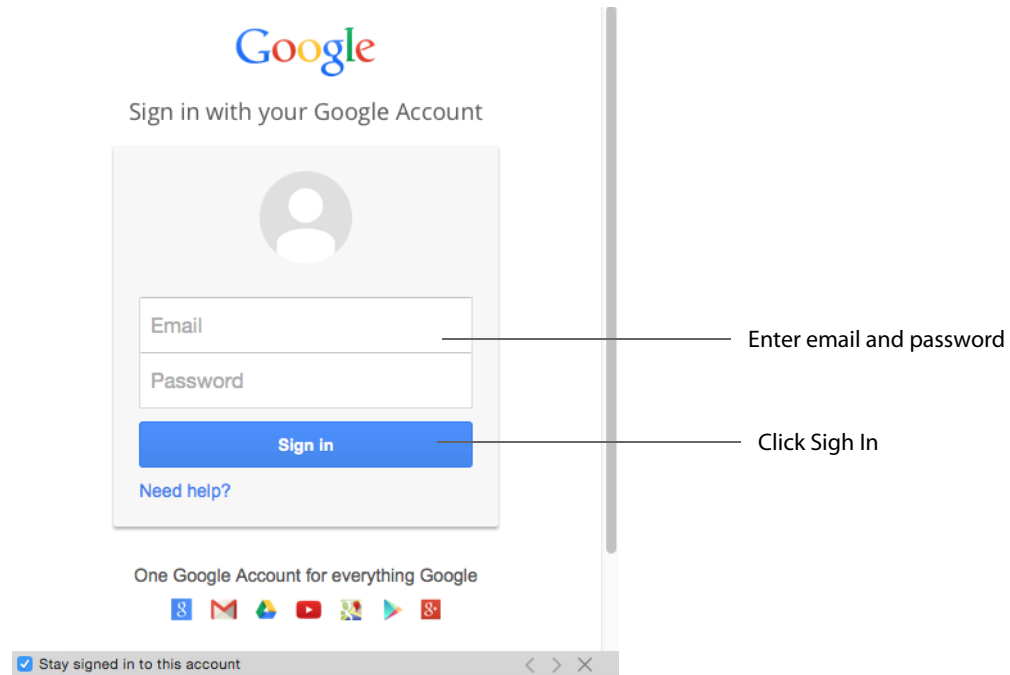 Google
Sign in with your Google Account
Email
Enter email and password
Password
Sign in
Click Sigh In
Need help?
One Google Account for everything Google
Stay signed in to this account